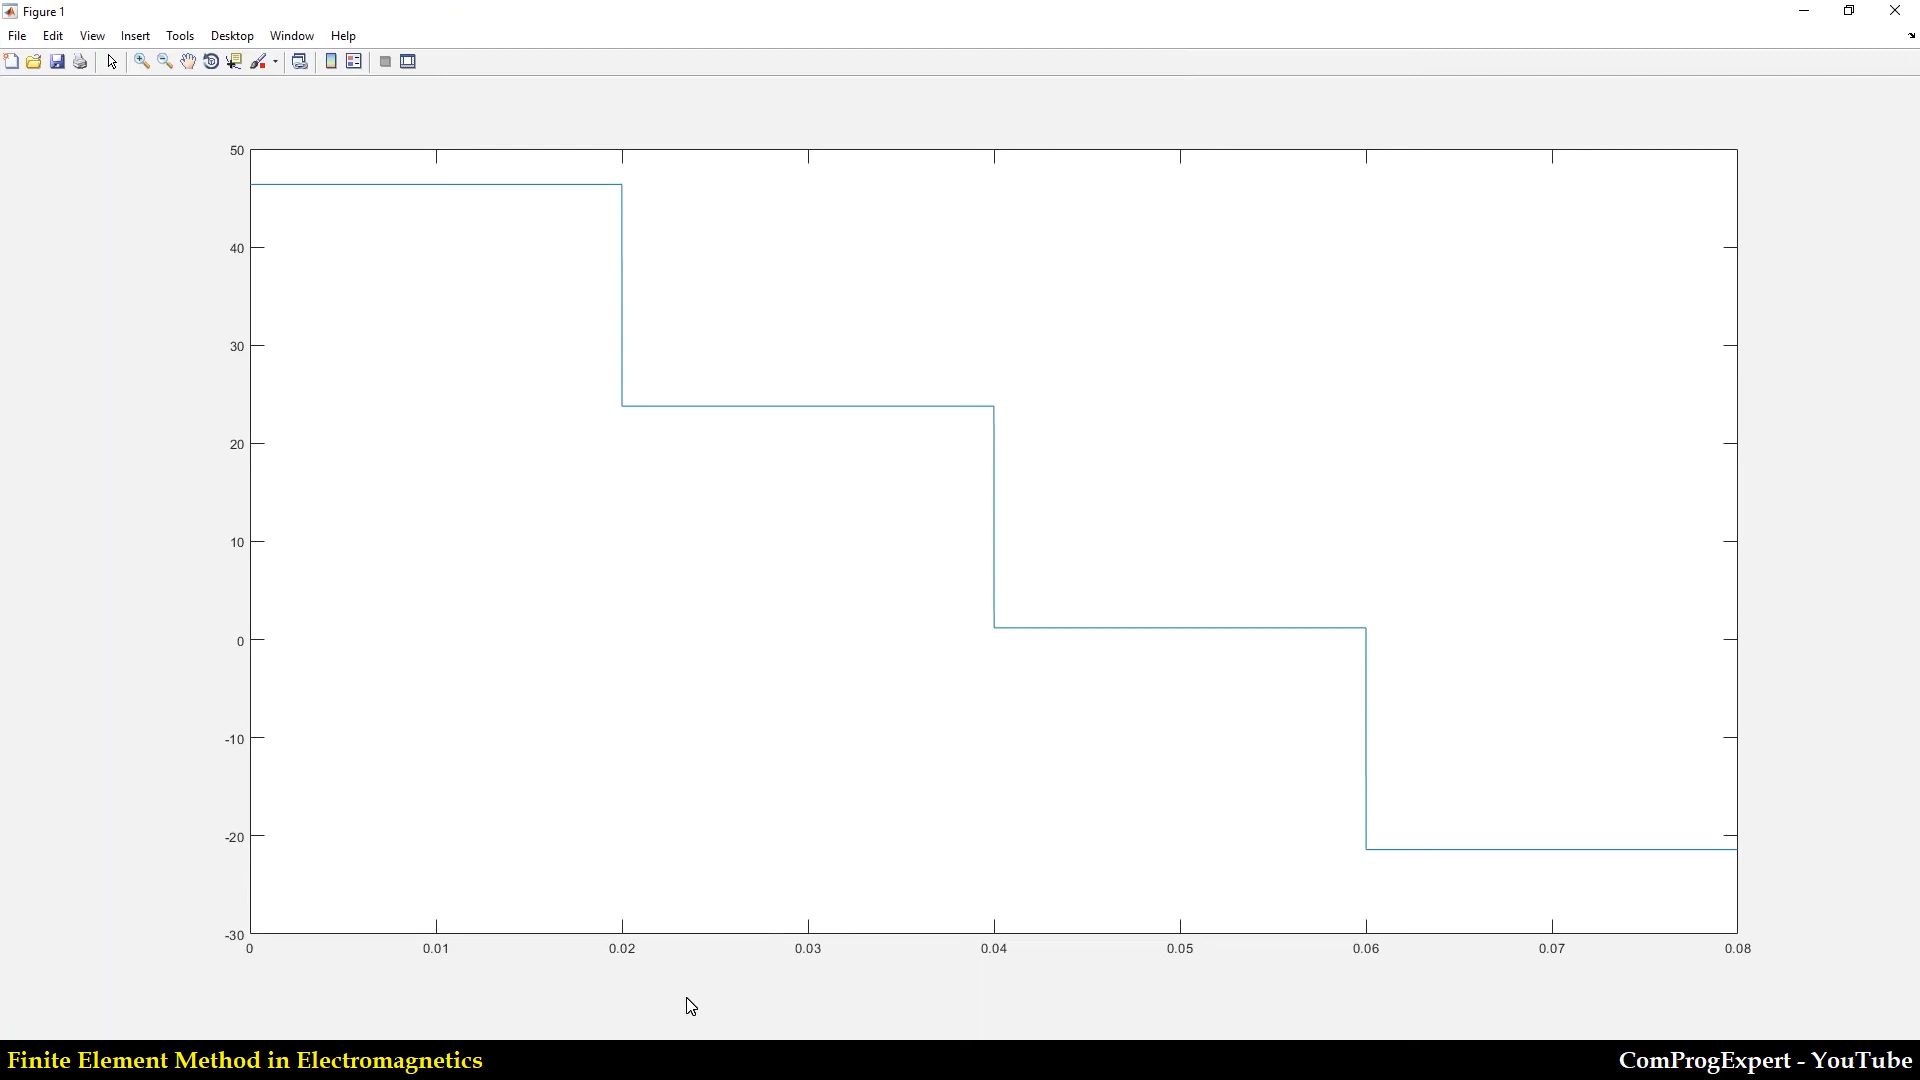 Figure 1
File Edit View Insert Tools Desktop Window Help
50
40
30
20
10
0
-10
-20
-30
0 0.01 0.02 0.03 0.04 0.05 0.06 0.07 0.08
Finite Element Method in Electromagnetics
ComProgExpert - YouTube